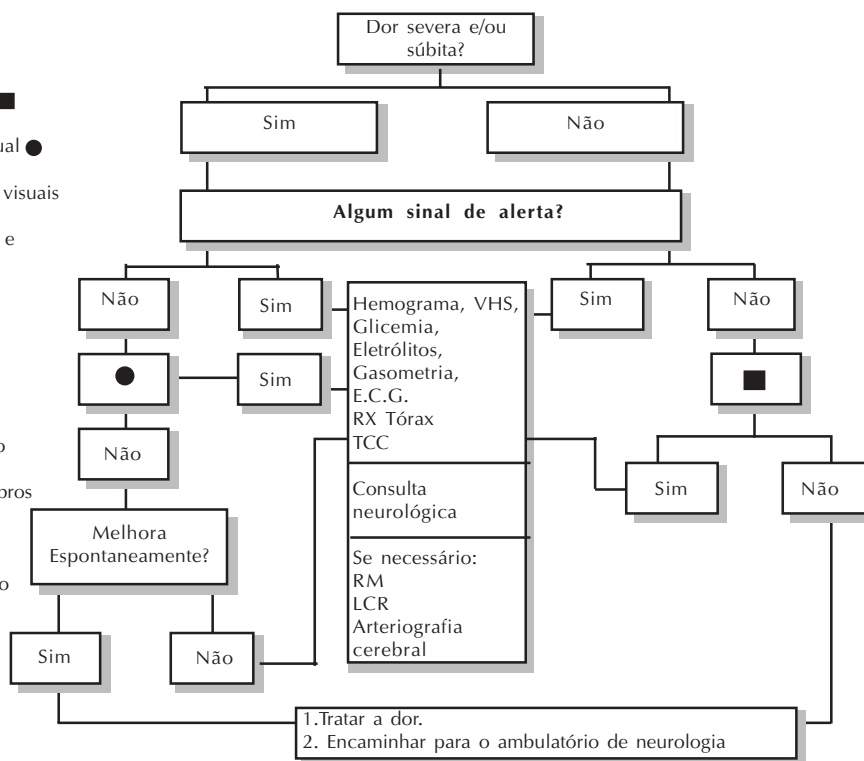 Dor severa e/ou
súbita?
Sim
Não
visuais
e
Algum sinal de alerta?
Não
Sim
Hemograma, VHS,
Glicemia,
Eletrólitos,
Gasometria,
E.C.G.
RX Tórax
TCC
Sim
Não
Sim
Não
Consulta
neurológica
Sim
Não
Melhora
Espontaneamente?
Se necessário:
RM
LCR
Arteriografia
cerebral
Sim
Não
1.Tratar a dor.
2. Encaminhar para o ambulatório de neurologia